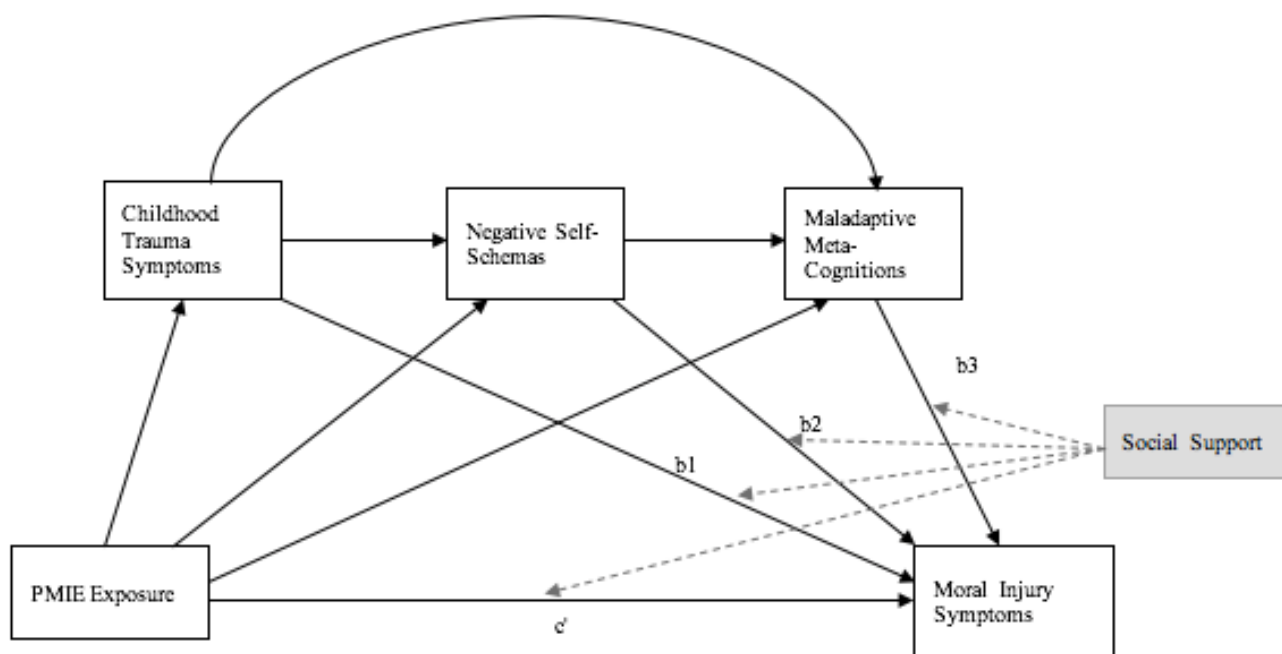 Childhood
Trauma
Symptoms
Negative Self-
Schemas
Maladaptive
Meta-
Cognitions
b3
b2
b1
Social Support
PMIE Exposure
c'
Moral Injury
Symptoms